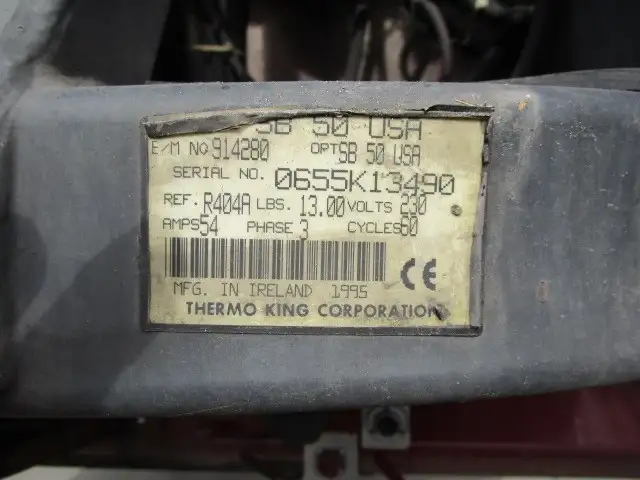 SB 50 USA
E/M NO 914280 OPT SB 50 USA
SERIAL NO. 0655K13490
REF. R404A LBS. 13.00 VOLTS 230
AMPS 54 PHASE 3 CYCLES 60
CE
MFG. IN IRELAND 1995
THERMO KING CORPORATION